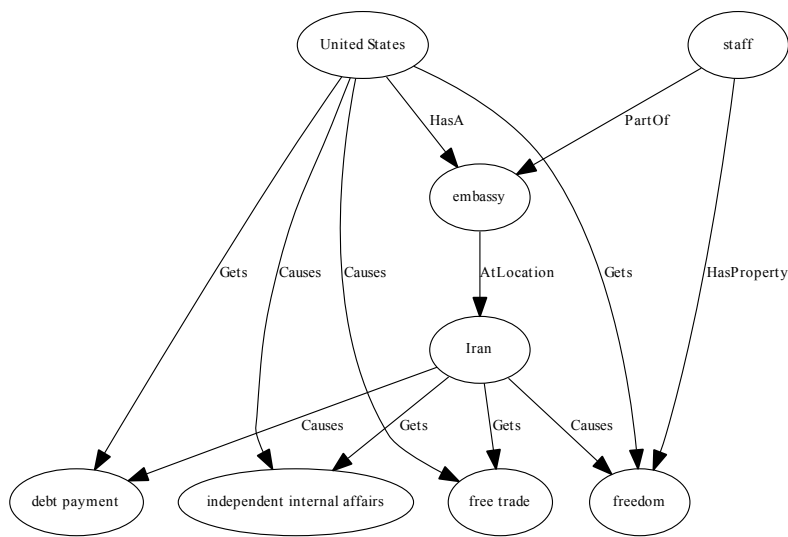 United States
staff
HasA
PartOf
embassy
Gets
Causes
Causes
AtLocation
Gets
HasProperty
Iran
Causes
Gets
Gets
Causes
debt payment
independent internal affairs
free trade
freedom